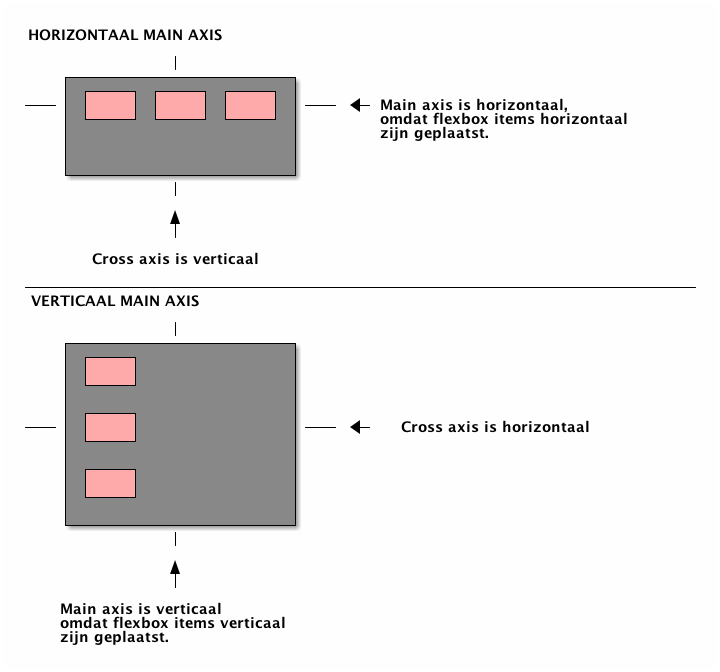 HORIZONTAAL MAIN AXIS
Main axis is horizontaal,
omdat flexbox items horizontaal
zijn geplaatst.
Cross axis is verticaal
VERTICAAL MAIN AXIS
Cross axis is horizontaal
Main axis is verticaal
omdat flexbox items verticaal
zijn geplaatst.